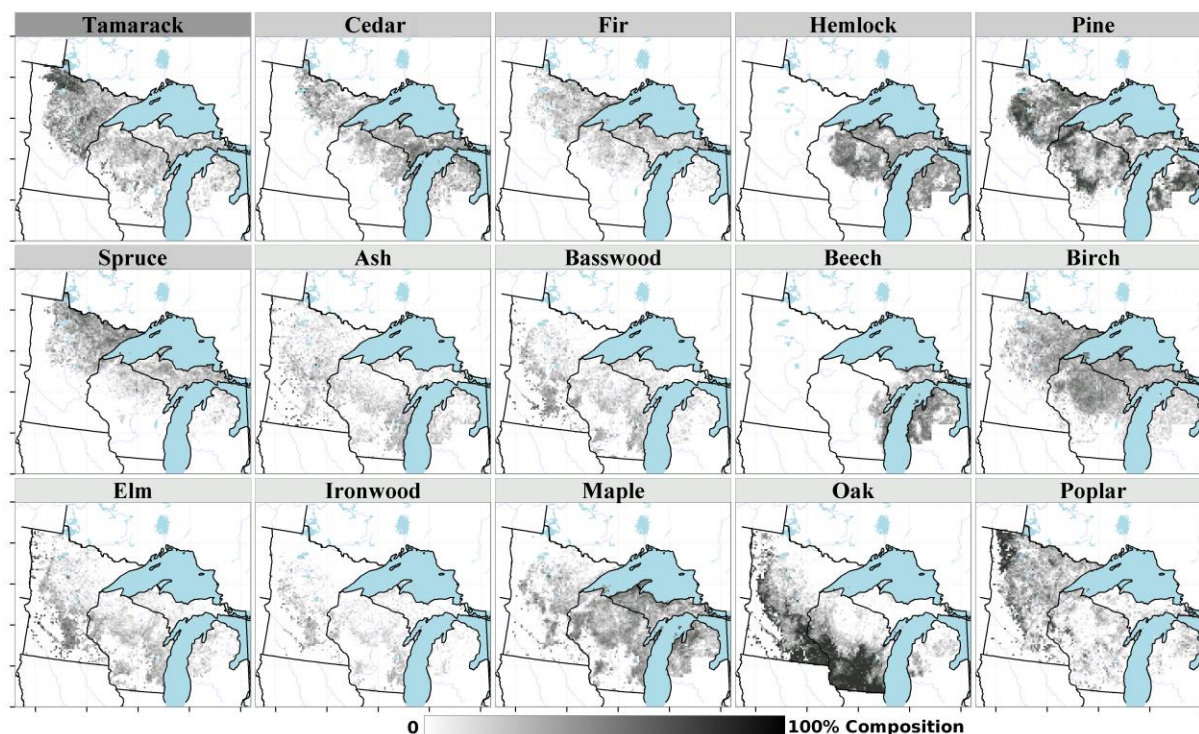 Tamarack Cedar Fir Hemlock Pine
Spruce Ash Basswood Beech Birch
Elm Ironwood Maple Oak Poplar
0 100% Composition